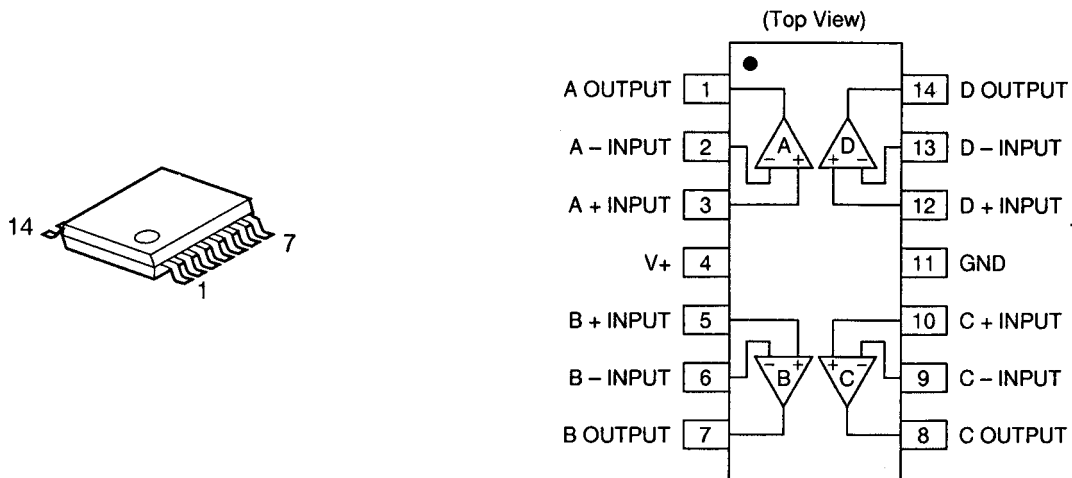 (Top View)
A OUTPUT 1 14 D OUTPUT
A – INPUT 2 13 D – INPUT
A D
– + + –
A + INPUT 3 12 D + INPUT
14
7
1
V+ 4 11 GND
B + INPUT 5 10 C + INPUT
– + + –
B C
B – INPUT 6 9 C – INPUT
B OUTPUT 7 8 C OUTPUT